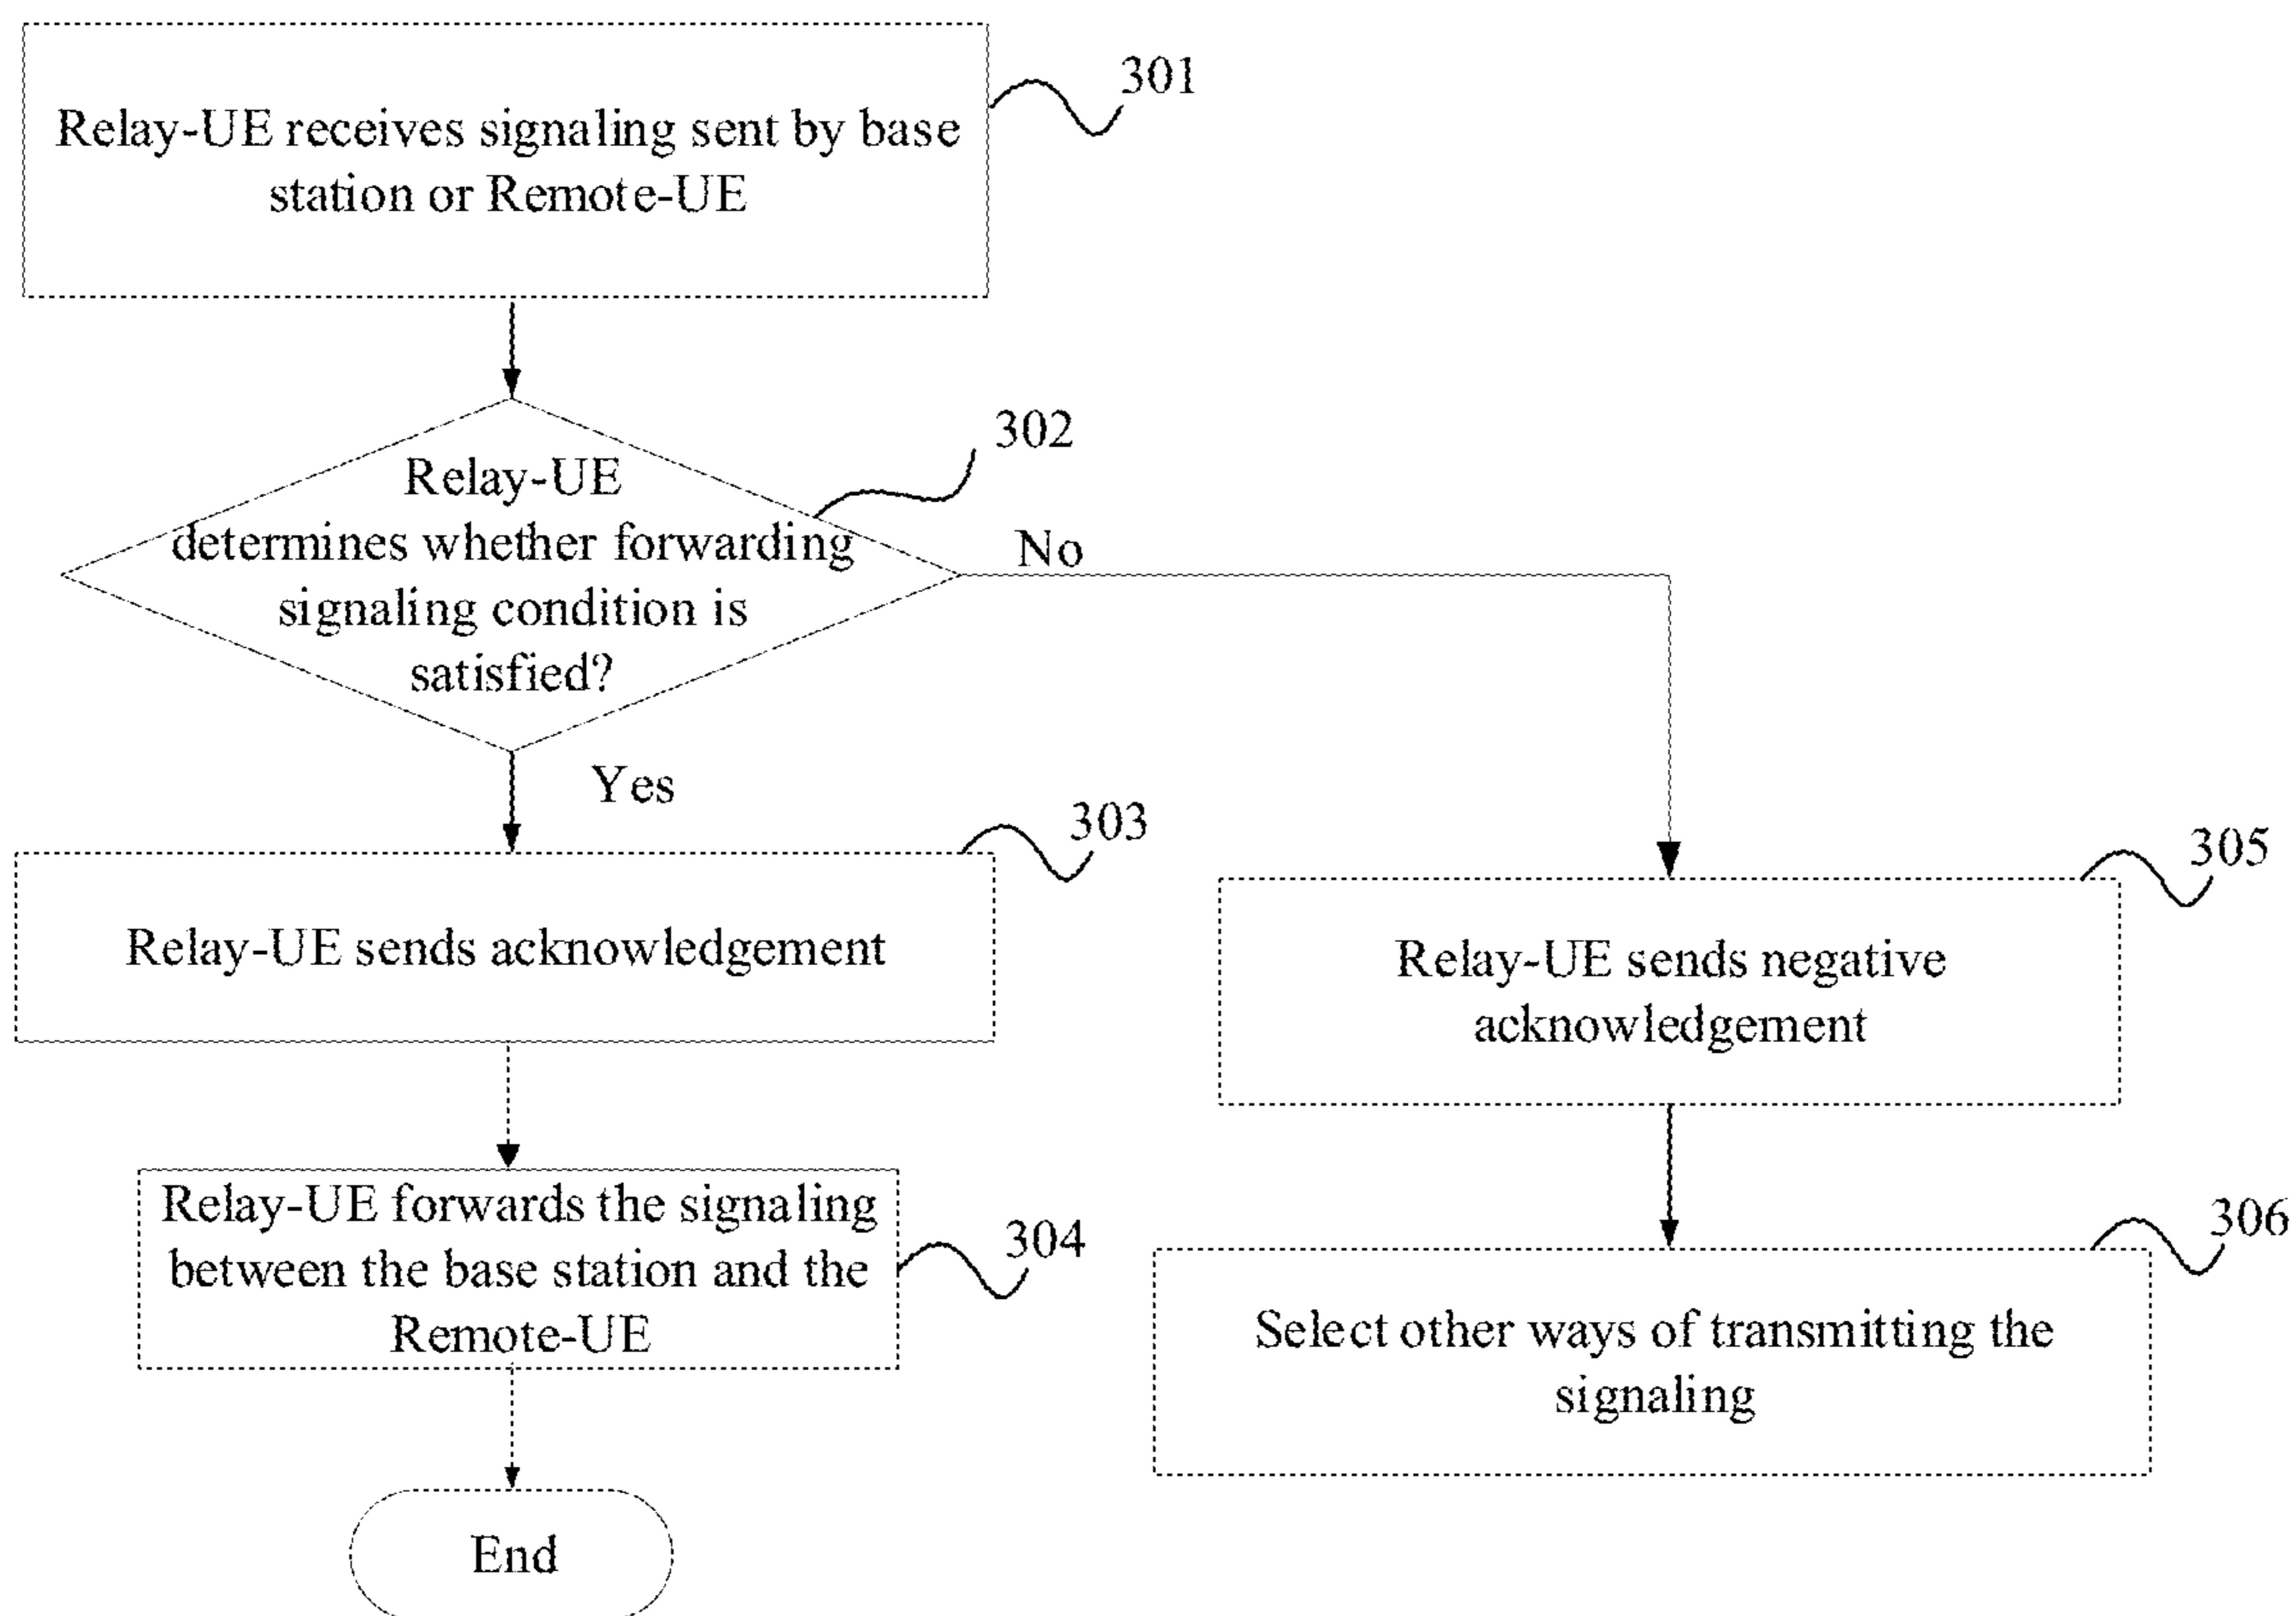 Relay-UE receives signaling sent by base
station or Remote-UE
301
302
Relay-UE
determines whether forwarding
signaling condition is
satisfied?
No
Yes
303
Relay-UE sends acknowledgement
305
Relay-UE sends negative
acknowledgement
304
Relay-UE forwards the signaling
between the base station and the
Remote-UE
306
Select other ways of transmitting the
signaling
End